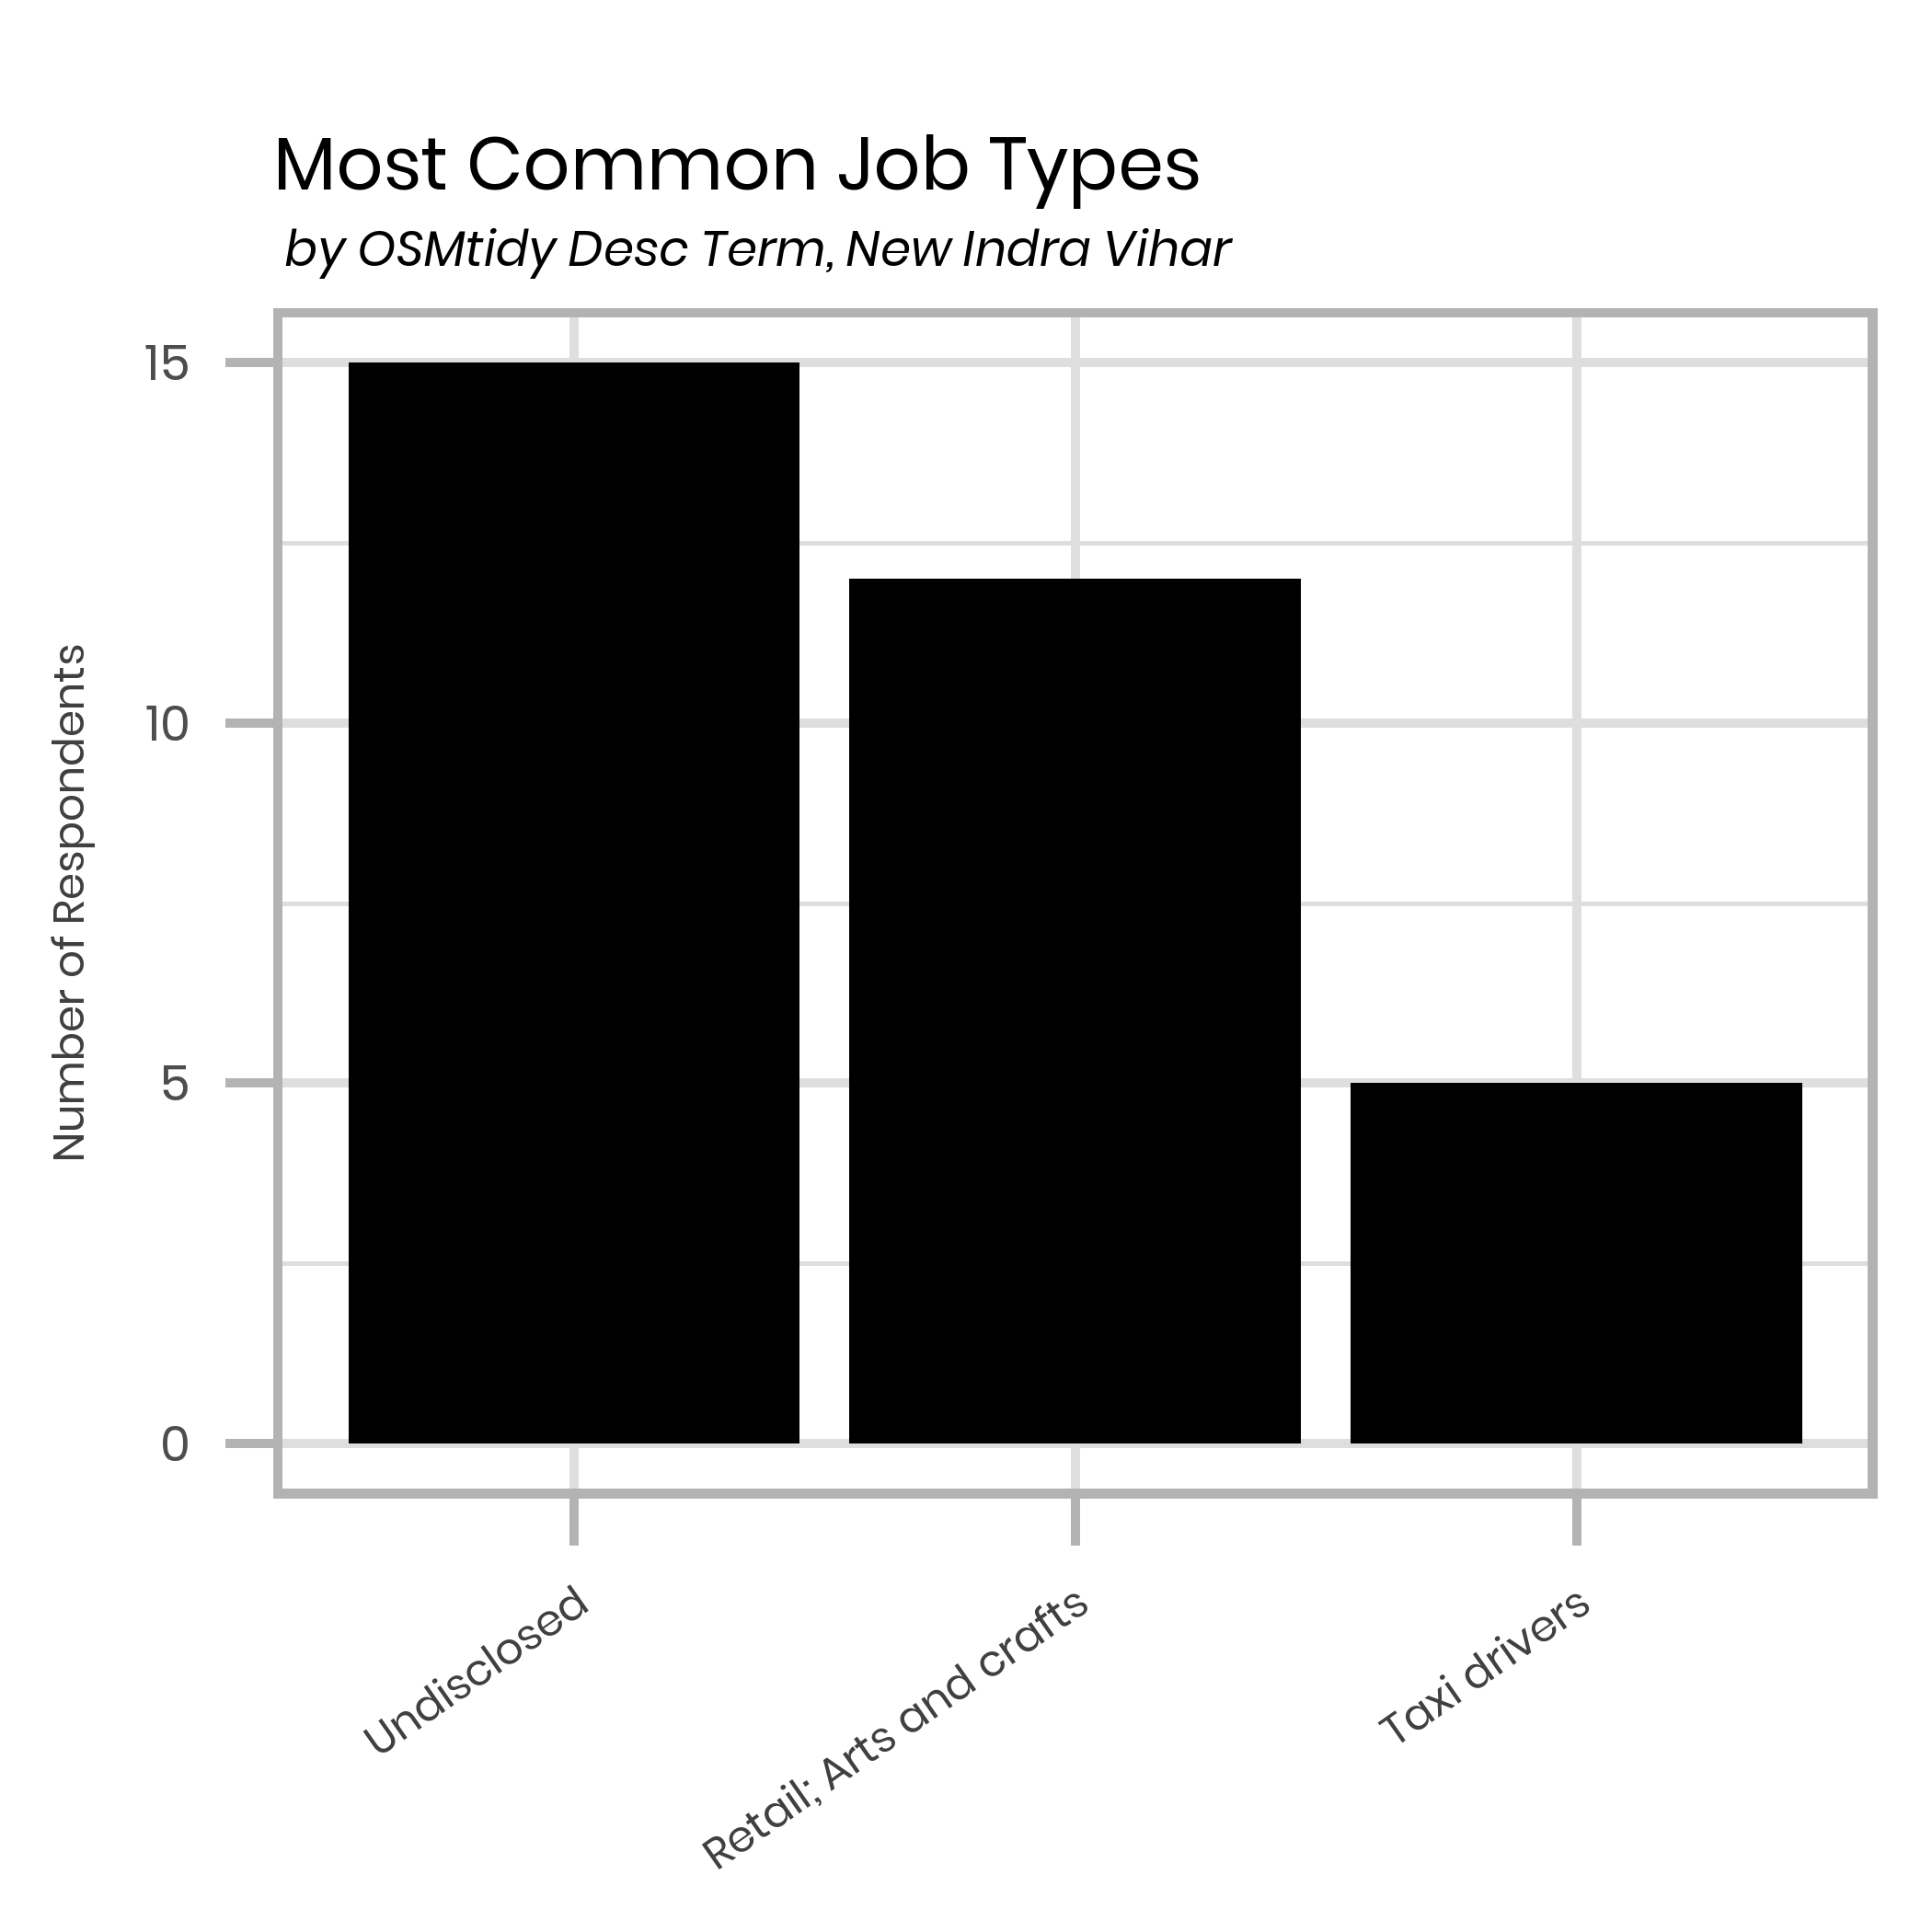 Most Common Job Types
by OSMtidy Desc Term, New Indra Vihar
Number of Respondents
15
10
5
0
Undisclosed
Retail; Arts and crafts
Taxi drivers